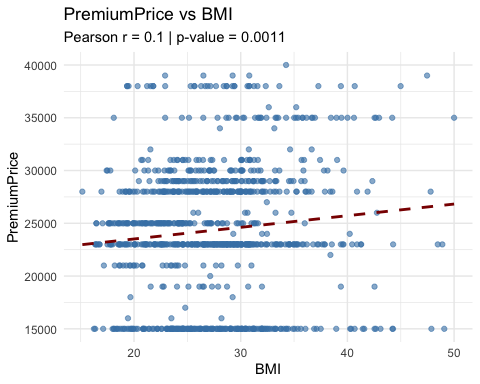 PremiumPrice vs BMI
Pearson r = 0.1 | p-value = 0.0011
40000
35000
30000
25000
20000
15000
PremiumPrice
20
30
40
50
BMI